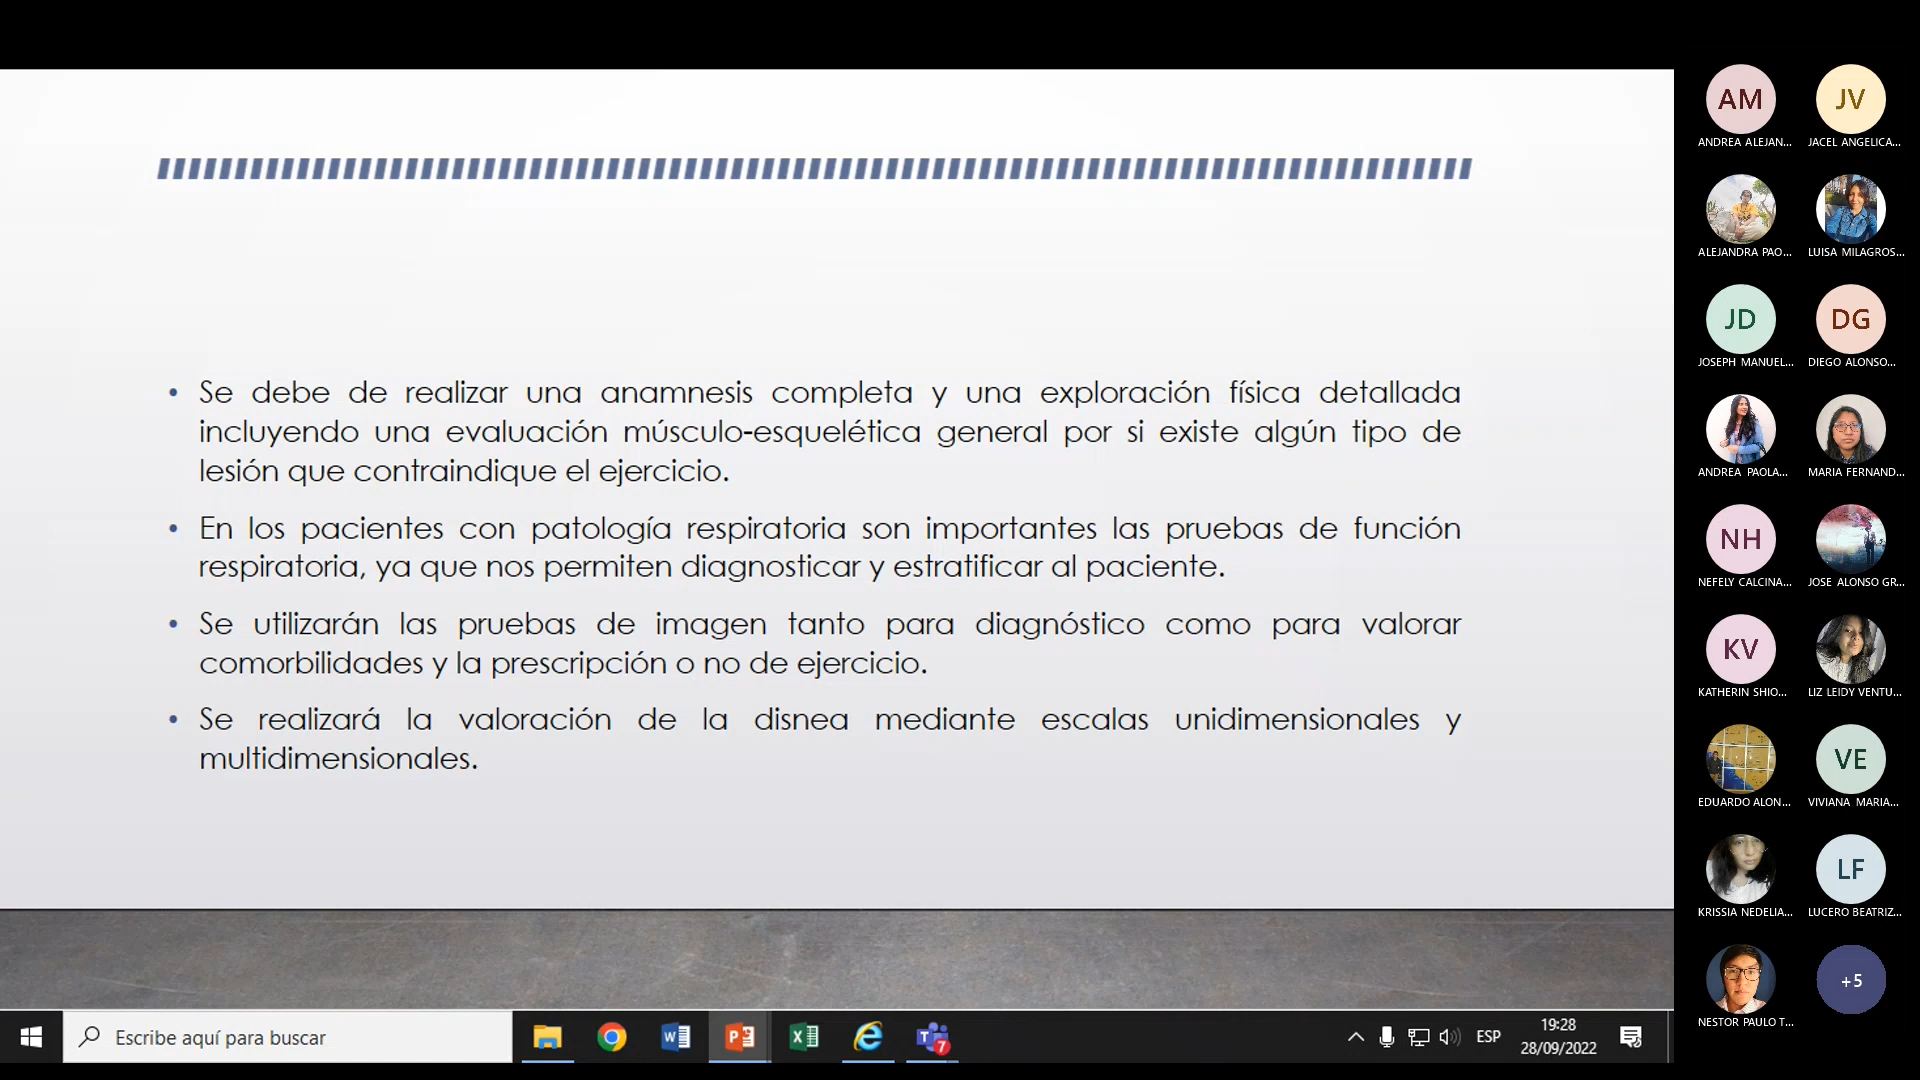 • Se debe de realizar una anamnesis completa y una exploración física detallada
incluyendo una evaluación músculo-esquelética general por si existe algún tipo de
lesión que contraindique el ejercicio.
• En los pacientes con patología respiratoria son importantes las pruebas de función
respiratoria, ya que nos permiten diagnosticar y estratificar al paciente.
• Se utilizarán las pruebas de imagen tanto para diagnóstico como para valorar
comorbilidades y la prescripción o no de ejercicio.
• Se realizará la valoración de la disnea mediante escalas unidimensionales y
multidimensionales.
AM JV
ANDREA ALEJAN... JACEL ANGELICA...
ALEJANDRA PAO... LUISA MILAGROS...
JD DG
JOSEPH MANUEL... DIEGO ALONSO...
ANDREA PAOLA... MARIA FERNAND...
NH
NEFELY CALCINA... JOSE ALONSO GR...
KV
KATHERIN SHIO... LIZ LEIDY VENTU...
VE
EDUARDO ALON... VIVIANA MARIA...
LF
KRISSIA NEDELIA... LUCERO BEATRIZ...
+5
NESTOR PAULO T...
Escribe aquí para buscar
W
P
X
T
7
ESP
19:28
28/09/2022